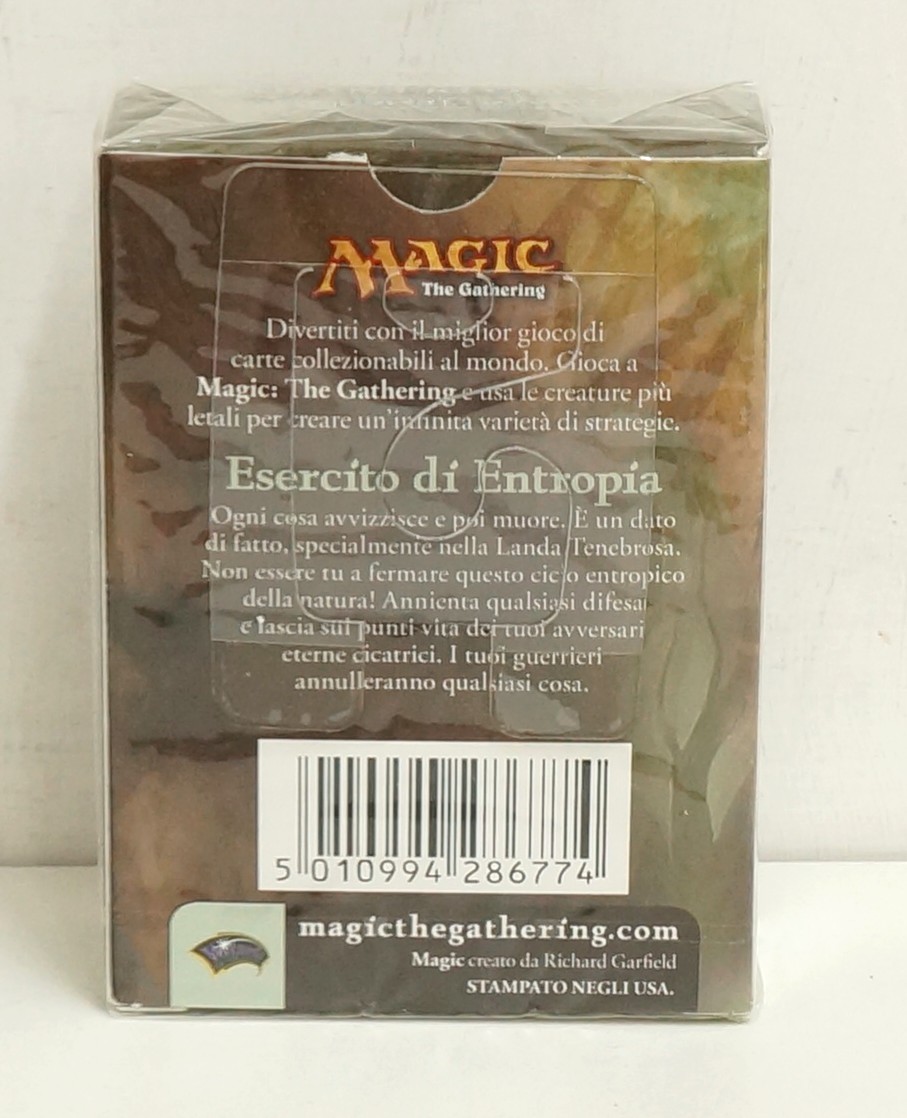 MAGIC
The Gathering
Divertiti con il miglior gioco di
carte collezionabili al mondo. Gioca a
Magic: The Gathering e usa le creature più
letali per creare un'infinita varietà di strategie.
Esercito di Entropia
Ogni cosa avvizzisce e poi muore. È un dato
di fatto, specialmente nella Landa Tenebrosa.
Non essere tu a fermare questo ciclo entropico
della natura! Annienta qualsiasi difesa
e lascia sui punti vita dei tuoi avversari
eterne cicatrici. I tuoi guerrieri
annulleranno qualsiasi cosa.
5 010994 286774
magicthegathering.com
Magic creato da Richard Garfield
STAMPATO NEGLI USA.